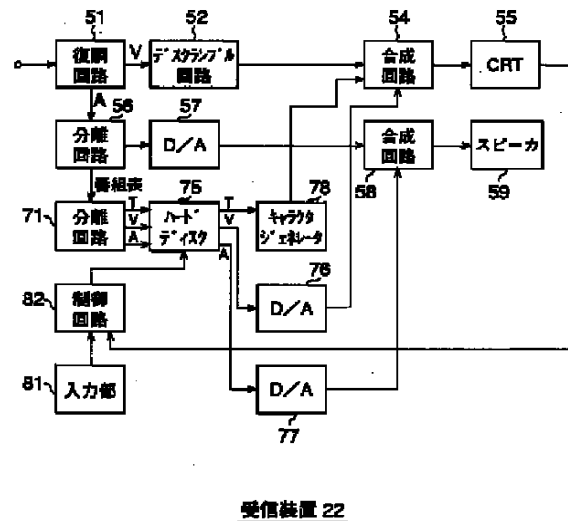 51
52
54
55
復調
回路
V
デスクランブル
回路
合成
回路
CRT
A
56
57
分離
回路
D/A
合成
回路
スピーカ
58
59
番組表
71
分離
回路
T
V
A
75
ハード
ディスク
T
V
A
78
キャラクタ
ジェネレータ
76
D/A
82
制御
回路
81
入力部
D/A
77
受信装置 22